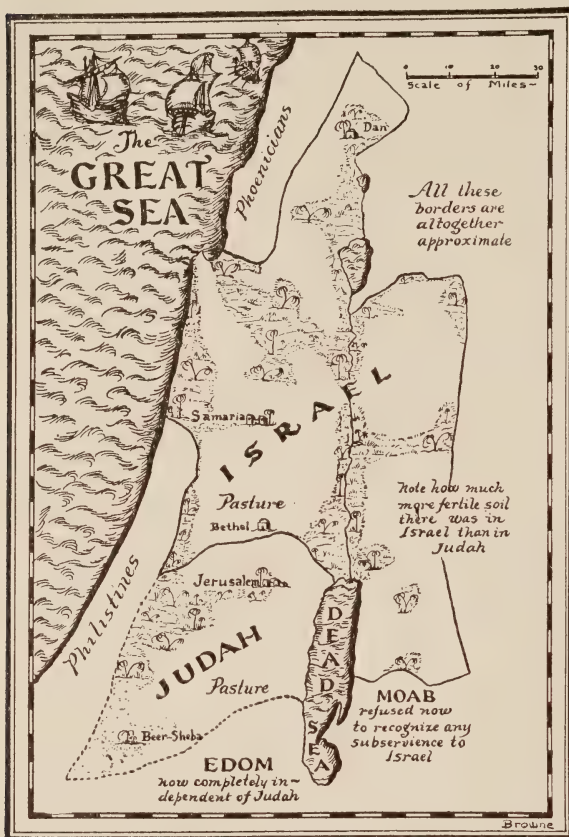 0 10 20 30
Scale of Miles~
The
GREAT
SEA
Phoenicians
Dan
All these
borders are
altogether
approximate
ISRAEL
Samaria
Note how much
more fertile soil
there was in
Israel than in
Judah
Pasture
Bethel
Philistines
Jerusalem
JUDAH
Pasture
DEAD SEA
Beer-Sheba
MOAB
refused now
to recognize any
subservience to
Israel
EDOM
now completely in-
dependent of Judah
Browne